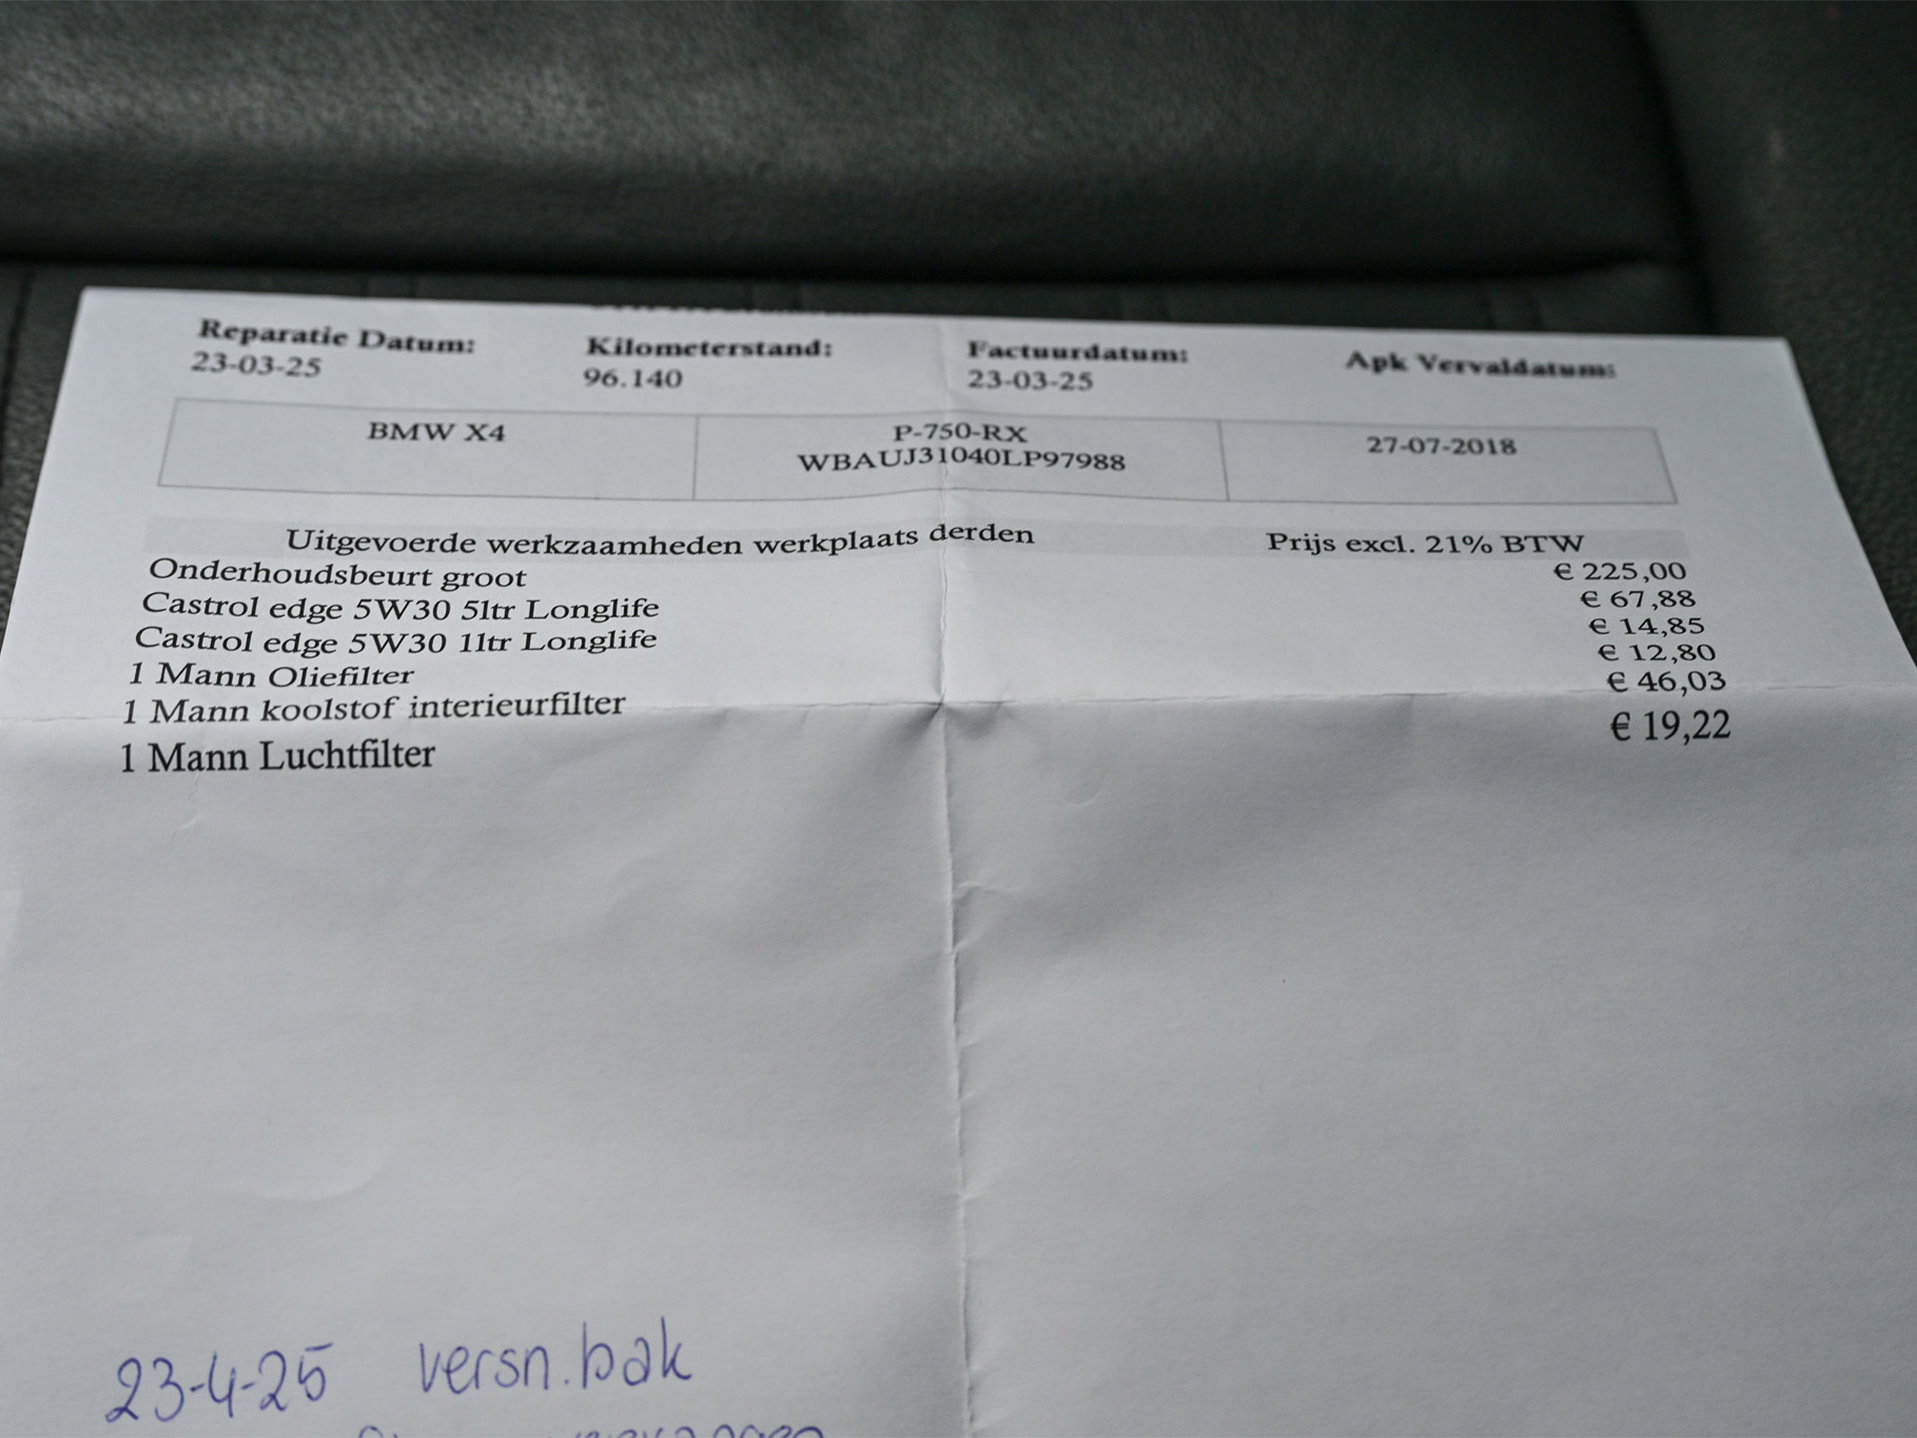 Reparatie Datum: Kilometerstand: Factuurdatum: Apk Vervaldatum:
23-03-25 96.140 23-03-25
BMW X4 P-750-RX 27-07-2018
WBAUJ31040LP97988
Uitgevoerde werkzaamheden werkplaats derden Prijs excl. 21% BTW
Onderhoudsbeurt groot € 225,00
Castrol edge 5W30 5ltr Longlife € 67,88
Castrol edge 5W30 1ltr Longlife € 14,85
1 Mann Oliefilter € 12,80
1 Mann koolstof interieurfilter € 46,03
1 Mann Luchtfilter € 19,22
23-4-25 versn.bak